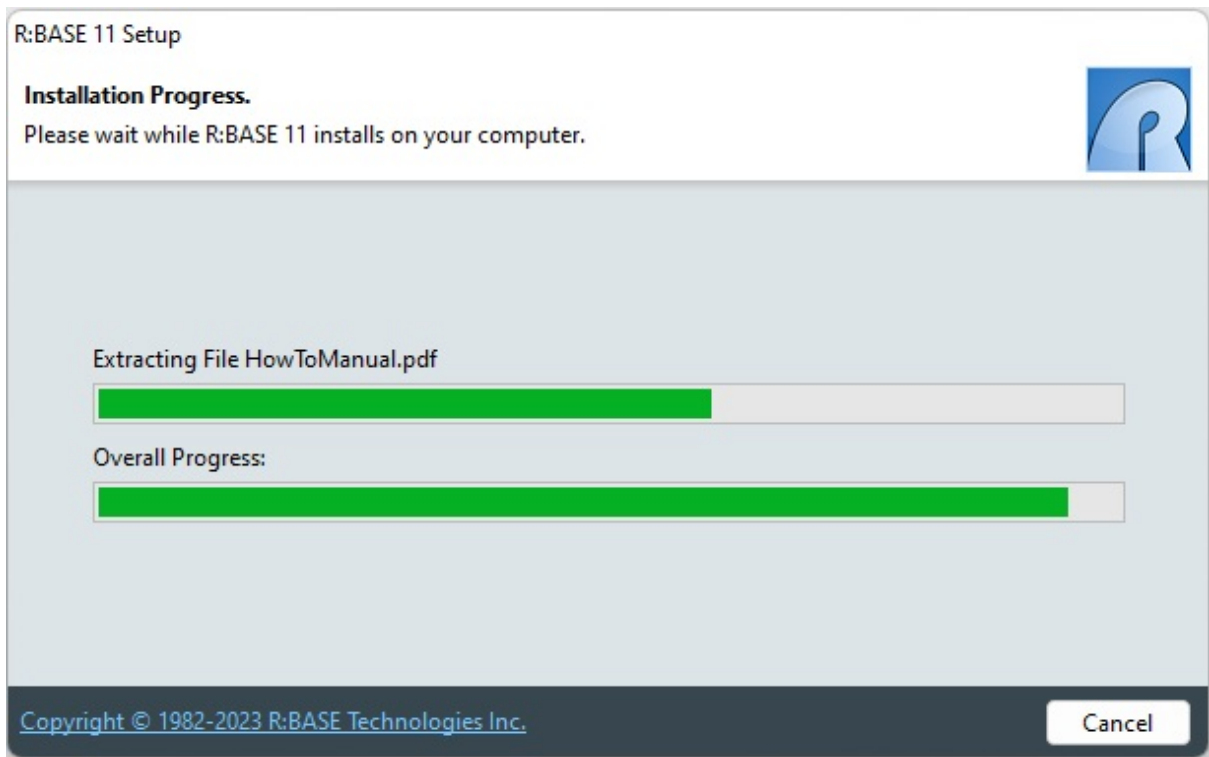 R:BASE 11 Setup
Installation Progress.
Please wait while R:BASE 11 installs on your computer.
Extracting File HowToManual.pdf
Overall Progress:
Copyright © 1982-2023 R:BASE Technologies Inc.
Cancel